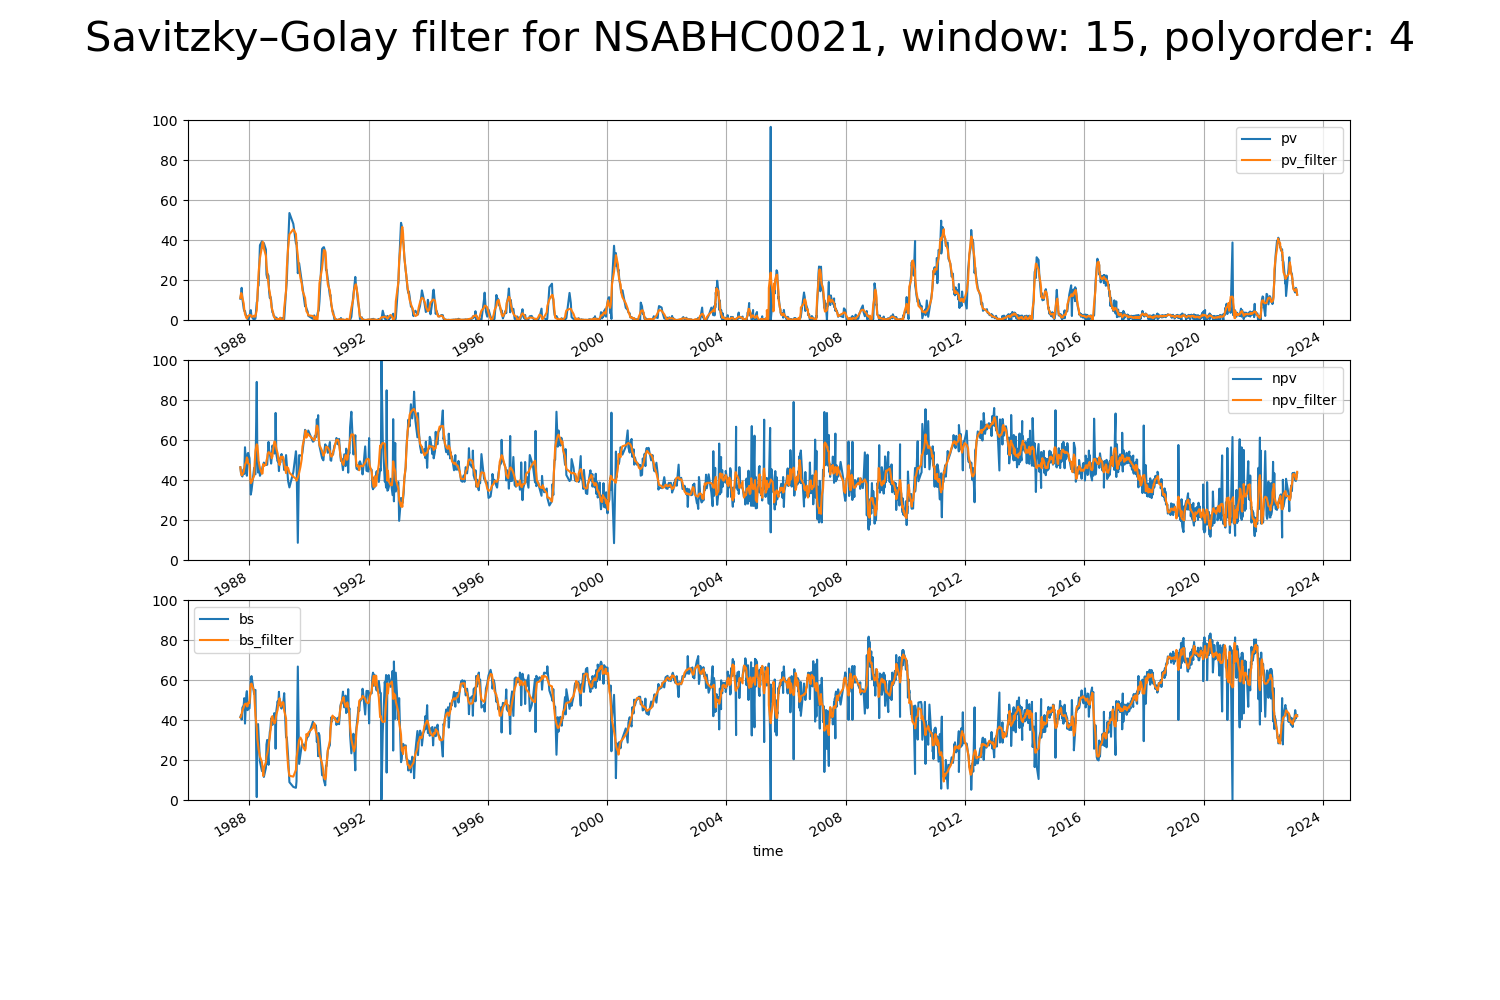 Savitzky–Golay filter for NSABHC0021, window: 15, polyorder: 4
100
80
60
40
20
0
pv
pv_filter
1988 1992 1996 2000 2004 2008 2012 2016 2020 2024
100
80
60
40
20
0
npv
npv_filter
1988 1992 1996 2000 2004 2008 2012 2016 2020 2024
100
80
60
40
20
0
bs
bs_filter
1988 1992 1996 2000 2004 2008 2012 2016 2020 2024
time